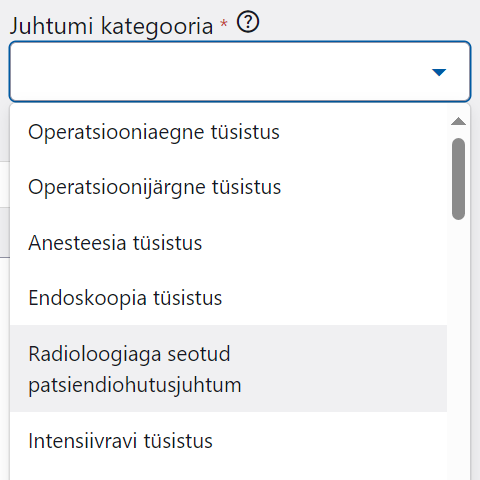 Juhtumi kategooria * ?
Operatsiooniaegne tüsistus
Operatsioonijärgne tüsistus
Anesteesia tüsistus
Endoskoopia tüsistus
Radioloogiaga seotud
patsiendiohutusjuhtum
Intensiivravi tüsistus